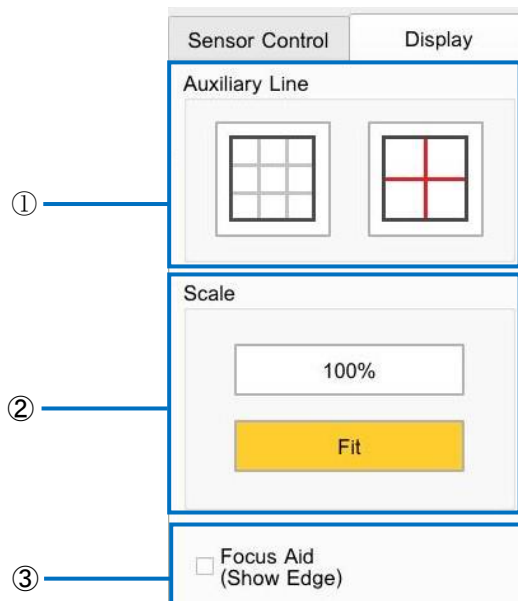 Sensor Control
Display
Auxiliary Line
①
Scale
100%
②
Fit
Focus Aid
(Show Edge)
③